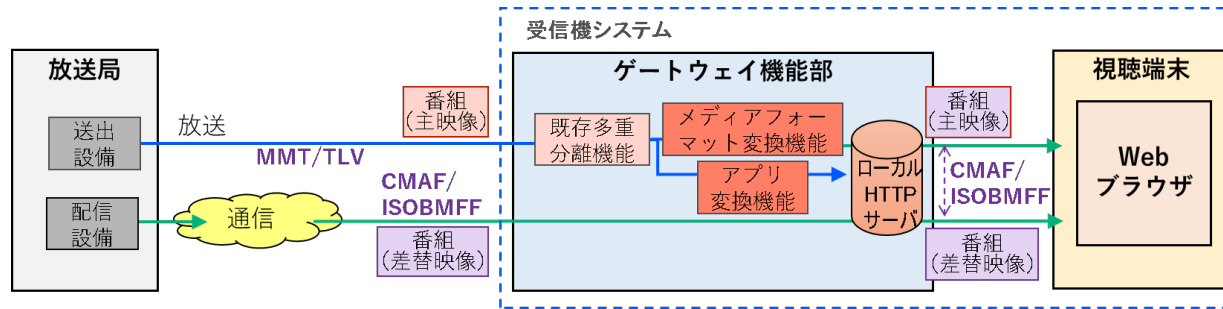 受信機システム
放送局
送出
設備
配信
設備
放送
MMT/TLV
通信
番組
（主映像）
CMAF/
ISOBMFF
番組
（差替映像）
ゲートウェイ機能部
既存多重
分離機能
メディアフォー
マット変換機能
アプリ
変換機能
ローカル
HTTP
サーバ
番組
（主映像）
CMAF/
ISOBMFF
番組
（差替映像）
視聴端末
Web
ブラウザ